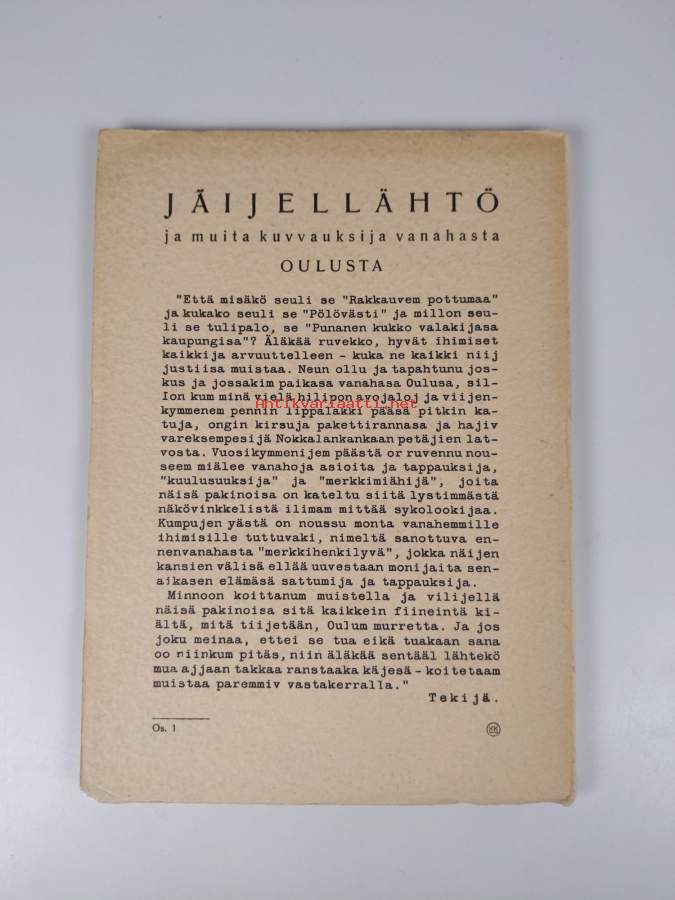 JÄIJELLÄHTÖ
ja muita kuvvauksija vanahasta
OULUSTA
"Että misäkö seuli se "Rakkauvem pottumaa"
ja kukako seuli se "Pölövästi" ja millon seu-
li se tulipalo, se "Punanen kukko valakijasa
kaupungisa"? Äläkää ruvekko, hyvät ihimiset
kaikkija arvuutteleen – kuka ne kaikki niij
justiisa muistaa. Neun ollu ja tapahtunu jos-
kus ja jossakim paikasa vanahasa Oulusa, sil-
lon kum minä vielä hilipon avojaloj ja viijen-
Antikvariaatti.net
kymmenem pennin lippalakki pääsä pitkin ka-
tuja, ongin kirsuja pakettirannasa ja hajiv
vareksempesijä Nokkalankankaan petäjien lat-
vosta. Vuosikymmenijem päästä or ruvennu nou-
seem miälee vanahoja asioita ja tappauksija,
"kuulusuuksija" ja "merkkimiähijä", joita
näisä pakinoisa on kateltu siitä lystimmästä
näkövinkkelistä ilimam mittää sykolookijaa.
Kumpujen yästä on noussu monta vanahemmille
ihimisille tuttuvaki, nimeltä sanottuva en-
nenvanahasta "merkkihenkilyvä", jokka näijen
kansien välisä ellää uuvestaan monijaita sen-
aikasen elämäsä sattumija ja tappauksija.
Minnoon koittanum muistella ja vilijellä
näisä pakinoisa sitä kaikkein fiineintä ki-
ältä, mitä tiijetään, Oulum murretta. Ja jos
joku meinaa, ettei se tua eikä tuakaan sana
oo niinkum pitäs, niin äläkää sentääl lähtekö
mua ajjaan takkaa ranstaaka käjesä – koitetaam
muistaa paremmiv vastakerralla."
Tekijä.
Os. 1
KK